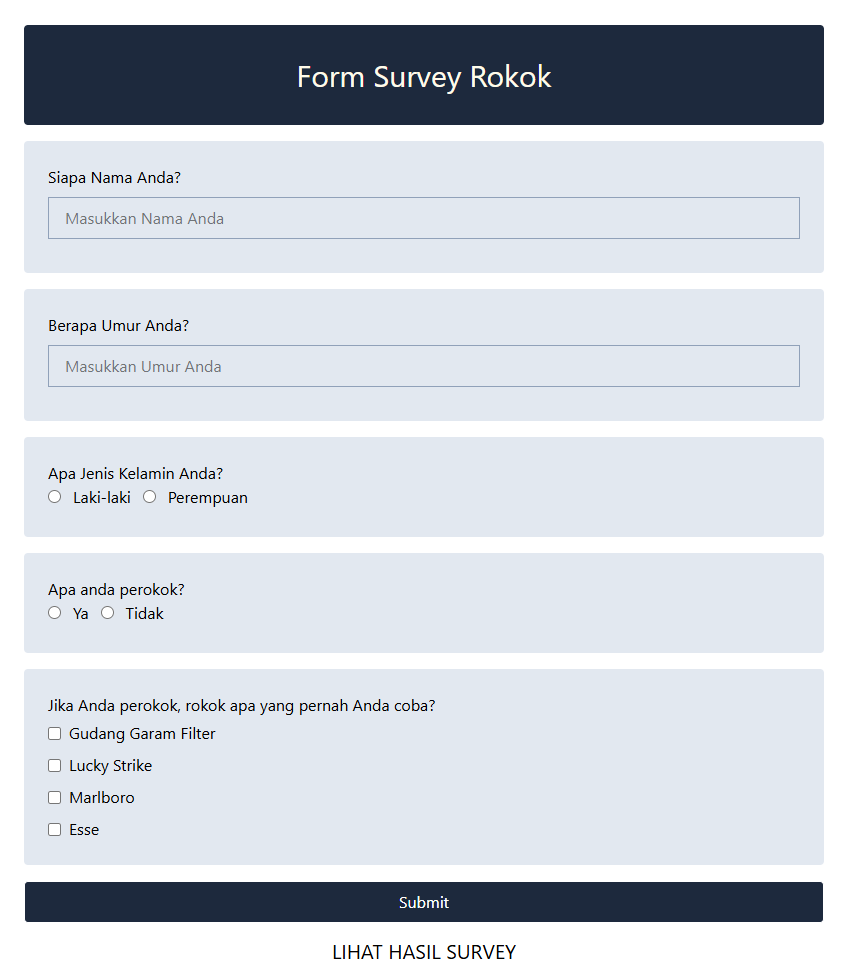 Form Survey Rokok
Siapa Nama Anda?
Masukkan Nama Anda
Berapa Umur Anda?
Masukkan Umur Anda
Apa Jenis Kelamin Anda?
Laki-laki Perempuan
Apa anda perokok?
Ya Tidak
Jika Anda perokok, rokok apa yang pernah Anda coba?
Gudang Garam Filter
Lucky Strike
Marlboro
Esse
Submit
LIHAT HASIL SURVEY